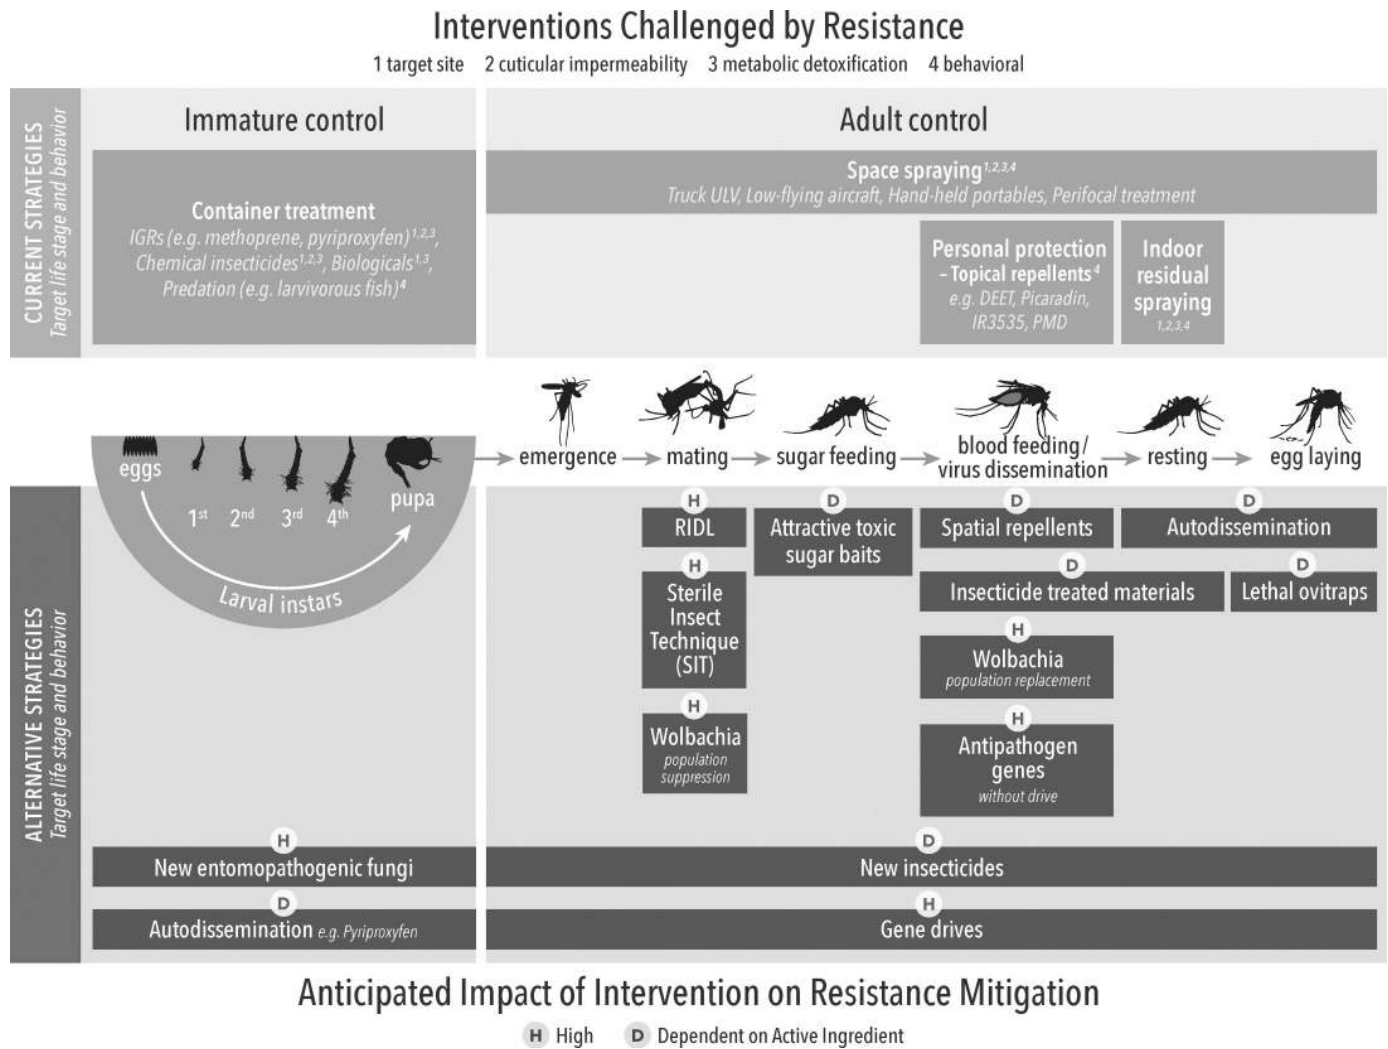 Interventions Challenged by Resistance
1 target site 2 cuticular impermeability 3 metabolic detoxification 4 behavioral
CURRENT STRATEGIES
Target life stage and behavior
Immature control
Container treatment
IGRs (e.g. methoprene, pyriproxyfen)1,2,3,
Chemical insecticides1,2,3, Biologicals1,3,
Predation (e.g. larvivorous fish)4
Adult control
Space spraying1,2,3,4
Truck ULV, Low-flying aircraft, Hand-held portables, Perifocal treatment
Personal protection
– Topical repellents4
e.g. DEET, Picaradin,
IR3535, PMD
Indoor
residual
spraying
1,2,3,4
eggs
1st
2nd
3rd
4th
pupa
Larval instars
emergence
mating
sugar feeding
blood feeding/
virus dissemination
resting
egg laying
ALTERNATIVE STRATEGIES
Target life stage and behavior
H
RIDL
H
Sterile
Insect
Technique
(SIT)
H
Wolbachia
population
suppression
D
Attractive toxic
sugar baits
D
Spatial repellents
D
Autodissemination
D
Insecticide treated materials
D
Lethal ovitraps
H
Wolbachia
population replacement
H
Antipathogen
genes
without drive
H
New entomopathogenic fungi
D
New insecticides
D
Autodissemination e.g. Pyriproxyfen
H
Gene drives
Anticipated Impact of Intervention on Resistance Mitigation
H High D Dependent on Active Ingredient